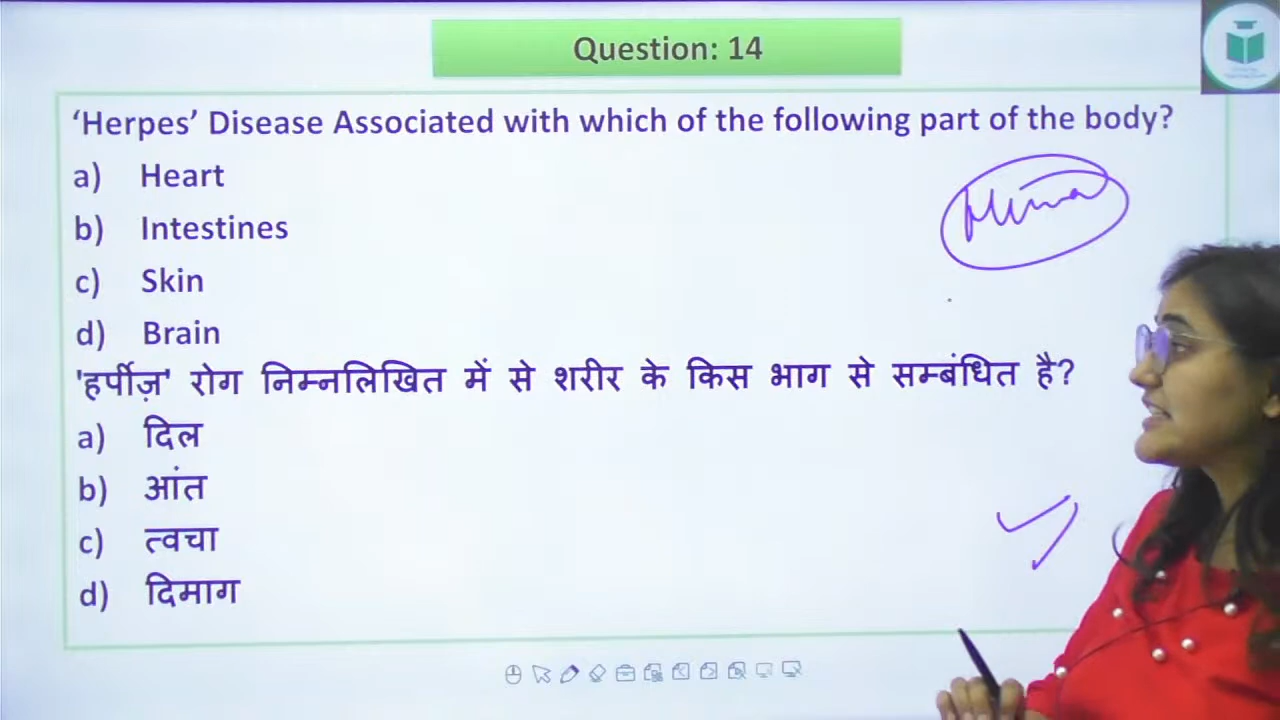 Question: 14
‘Herpes’ Disease Associated with which of the following part of the body?
a) Heart
b) Intestines
c) Skin
d) Brain
'हर्पीज़' रोग निम्नलिखित में से शरीर के किस भाग से सम्बंधित है?
a) दिल
b) आंत
c) त्वचा
d) दिमाग